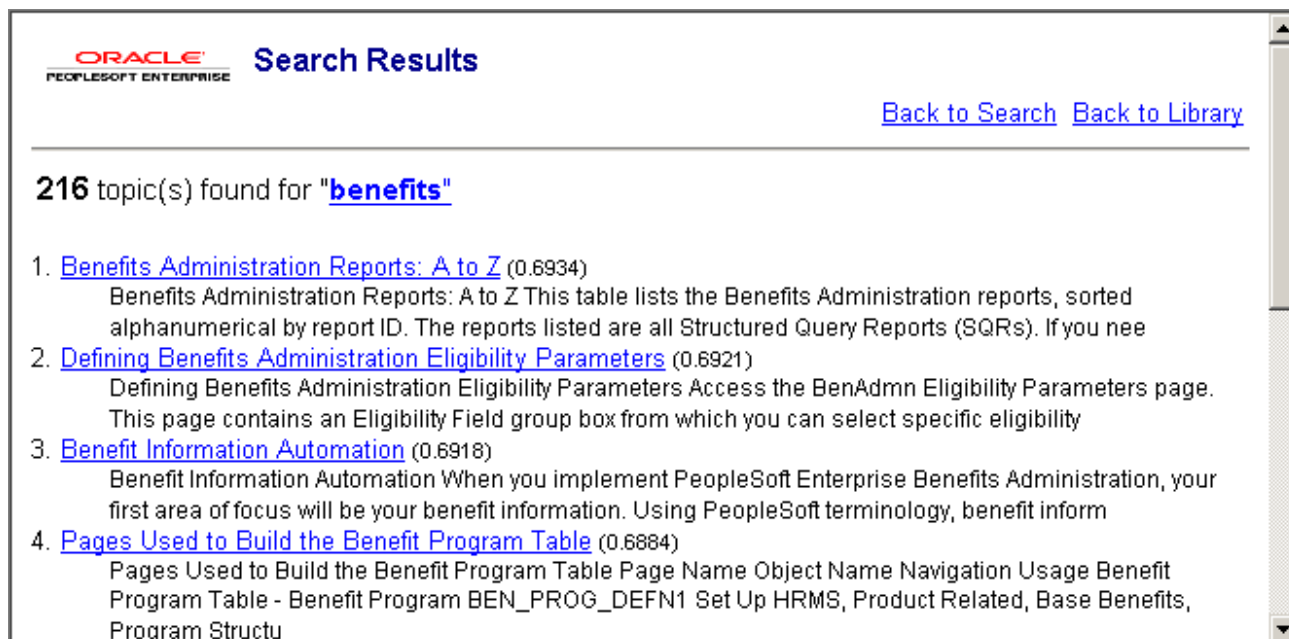 ORACLE
PEOPLESOFT ENTERPRISE
Search Results
Back to Search Back to Library
216 topic(s) found for "benefits"
1. Benefits Administration Reports: A to Z (0.6934)
Benefits Administration Reports: A to Z This table lists the Benefits Administration reports, sorted
alphanumerical by report ID. The reports listed are all Structured Query Reports (SQRs). If you nee
2. Defining Benefits Administration Eligibility Parameters (0.6921)
Defining Benefits Administration Eligibility Parameters Access the BenAdmn Eligibility Parameters page.
This page contains an Eligibility Field group box from which you can select specific eligibility
3. Benefit Information Automation (0.6918)
Benefit Information Automation When you implement PeopleSoft Enterprise Benefits Administration, your
first area of focus will be your benefit information. Using PeopleSoft terminology, benefit inform
4. Pages Used to Build the Benefit Program Table (0.6884)
Pages Used to Build the Benefit Program Table Page Name Object Name Navigation Usage Benefit
Program Table - Benefit Program BEN_PROG_DEFN1 Set Up HRMS, Product Related, Base Benefits,
Program Structu